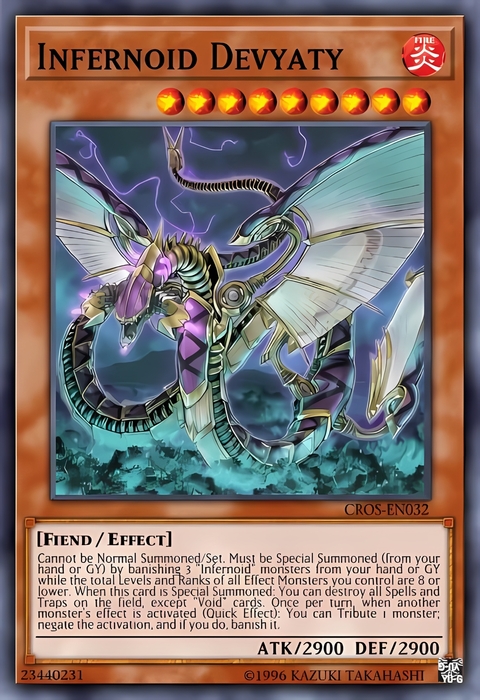 INFERNOID DEVYATY
FIRE
炎
CROS-EN032
[FIEND / EFFECT]
Cannot be Normal Summoned/Set. Must be Special Summoned (from your
hand or GY) by banishing 3 "Infernoid" monsters from your hand or GY
while the total Levels and Ranks of all Effect Monsters you control are 8 or
lower. When this card is Special Summoned: You can destroy all Spells and
Traps on the field, except "Void" cards. Once per turn, when another
monster's effect is activated (Quick Effect): You can Tribute 1 monster;
negate the activation, and if you do, banish it.
ATK/2900 DEF/2900
23440231
©1996 KAZUKI TAKAHASHI